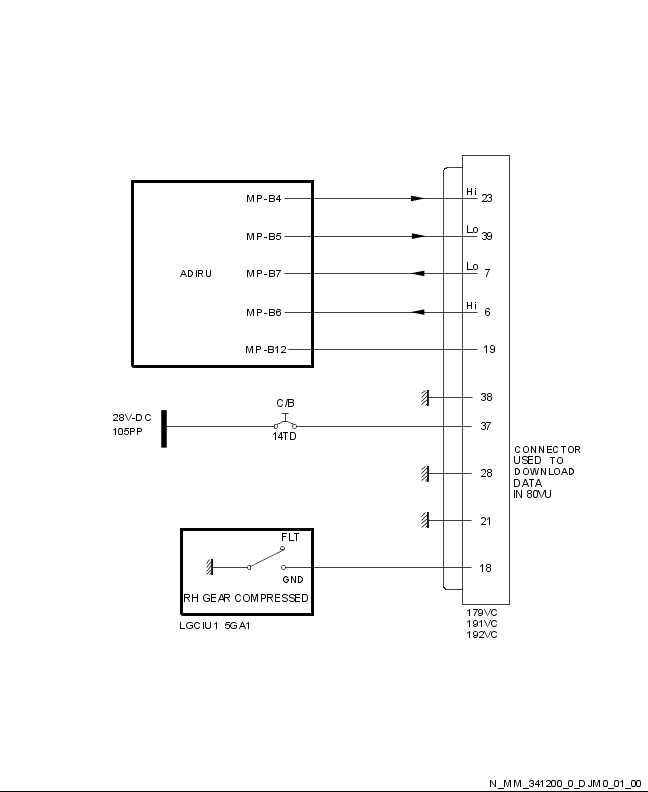 Hi
MP-B4
23
Lo
MP-B5
39
Lo
ADIRU
MP-B7
7
Hi
MP-B6
6
MP-B12
19
38
C/B
28V-DC
105PP
14TD
37
CONNECTOR
USED TO
DOWNLOAD
DATA
IN 80VU
28
21
FLT
18
GND
RH GEAR COMPRESSED
LGCIU1 5GA1
179VC
191VC
192VC
N_MM_341200_0_DJM0_01_00